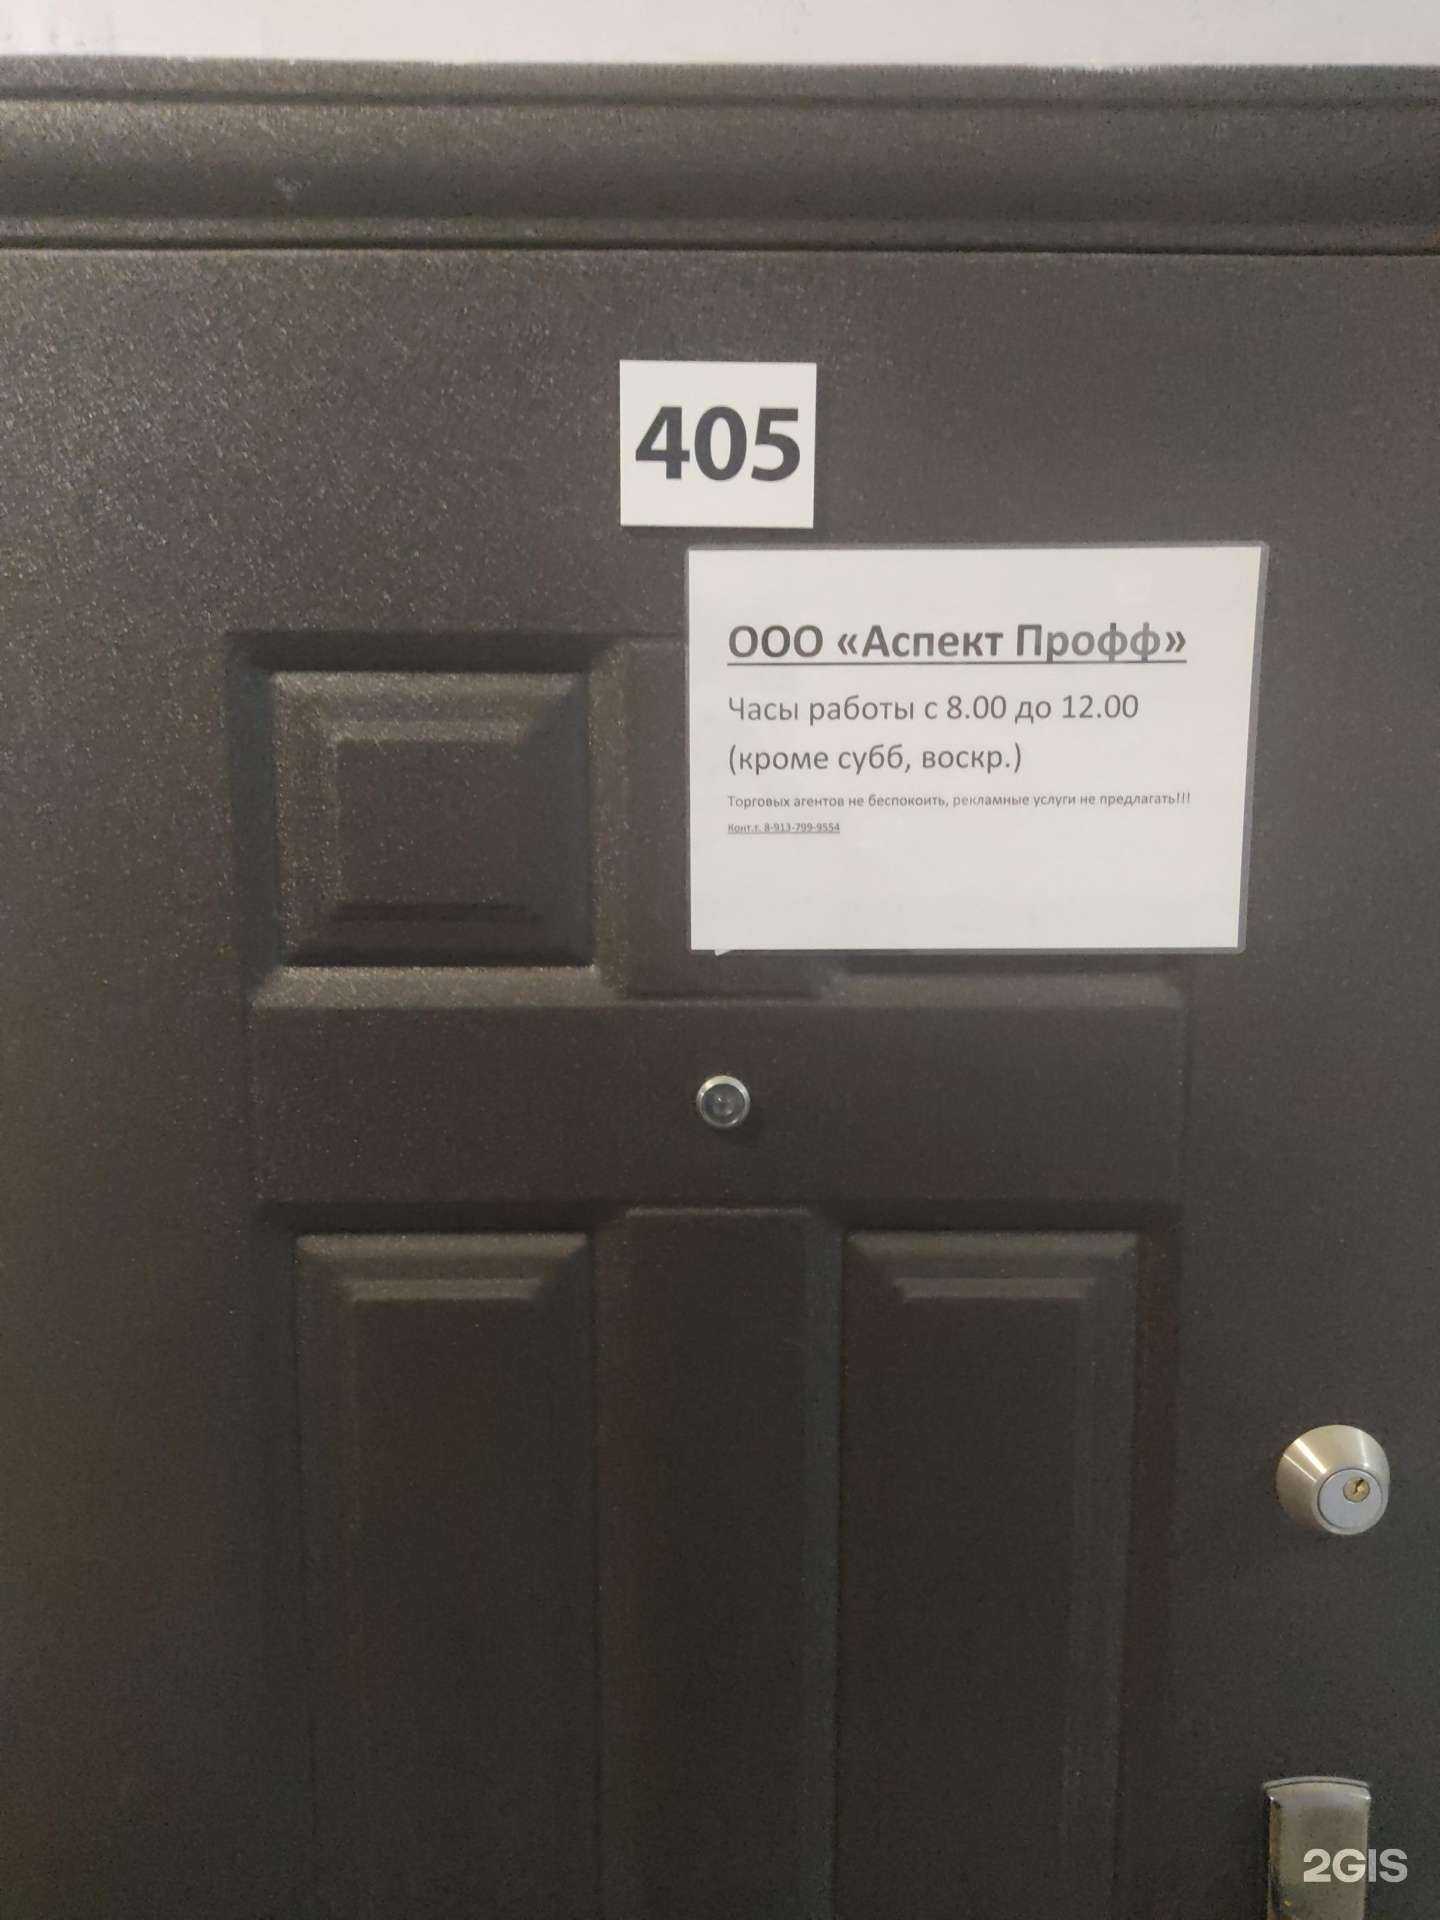 405
ООО «Аспект Профф»
Часы работы с 8.00 до 12.00
(кроме субб, воскр.)
Торговых агентов не беспокоить, рекламные услуги не предлагать!!!
Конт.т. 8-913-799-9554
2GIS